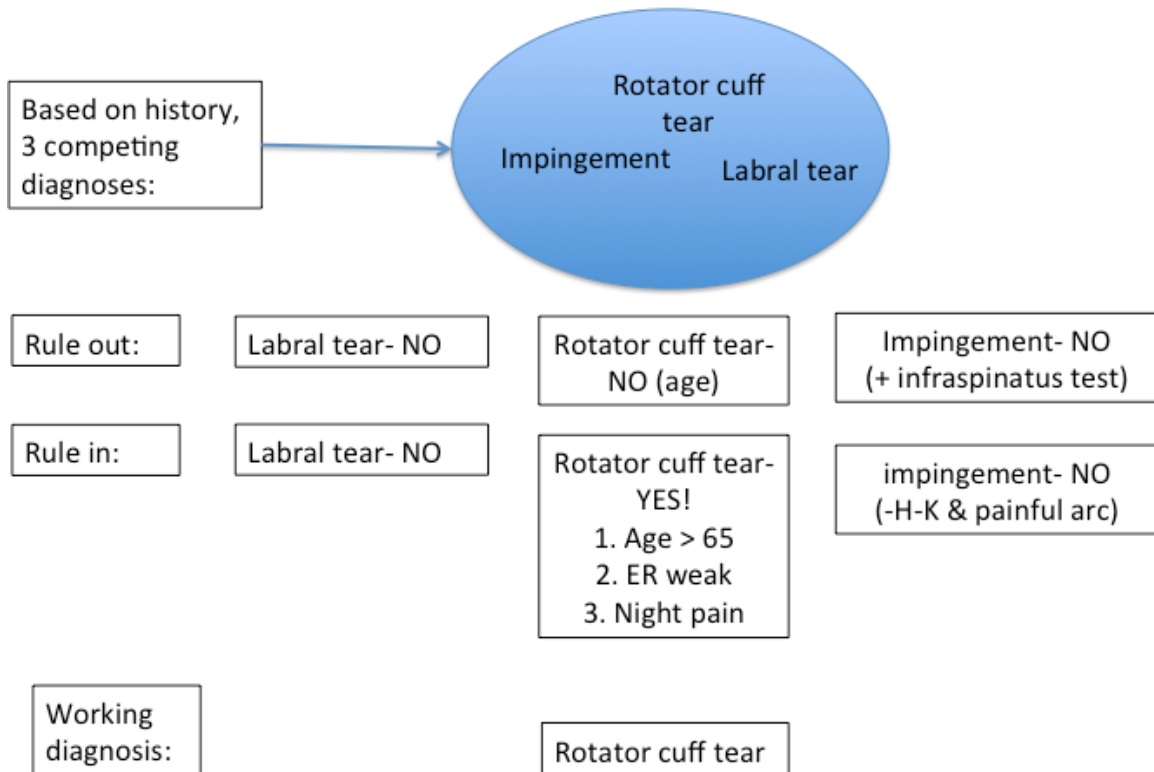 Based on history,
3 competing
diagnoses:
Rotator cuff
tear
Impingement
Labral tear
Rule out:
Labral tear- NO
Rotator cuff tear-
NO (age)
Impingement- NO
(+ infraspinatus test)
Rule in:
Labral tear- NO
Rotator cuff tear-
YES!
1. Age > 65
2. ER weak
3. Night pain
impingement- NO
(-H-K & painful arc)
Working
diagnosis:
Rotator cuff tear